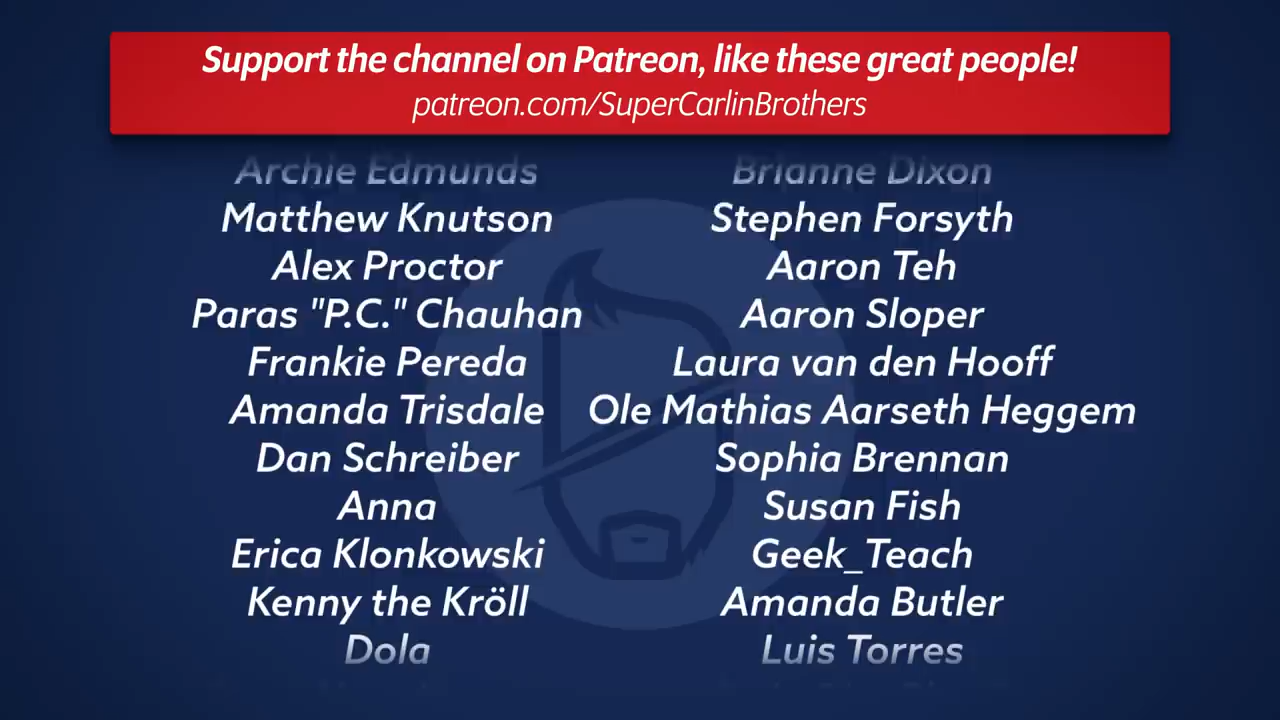 Support the channel on Patreon, like these great people!
patreon.com/SuperCarlinBrothers
Archie Edmunds
Matthew Knutson
Alex Proctor
Paras "P.C." Chauhan
Frankie Pereda
Amanda Trisdale
Dan Schreiber
Anna
Erica Klonkowski
Kenny the Kröll
Dola
Brianne Dixon
Stephen Forsyth
Aaron Teh
Aaron Sloper
Laura van den Hooff
Ole Mathias Aarseth Heggem
Sophia Brennan
Susan Fish
Geek_Teach
Amanda Butler
Luis Torres